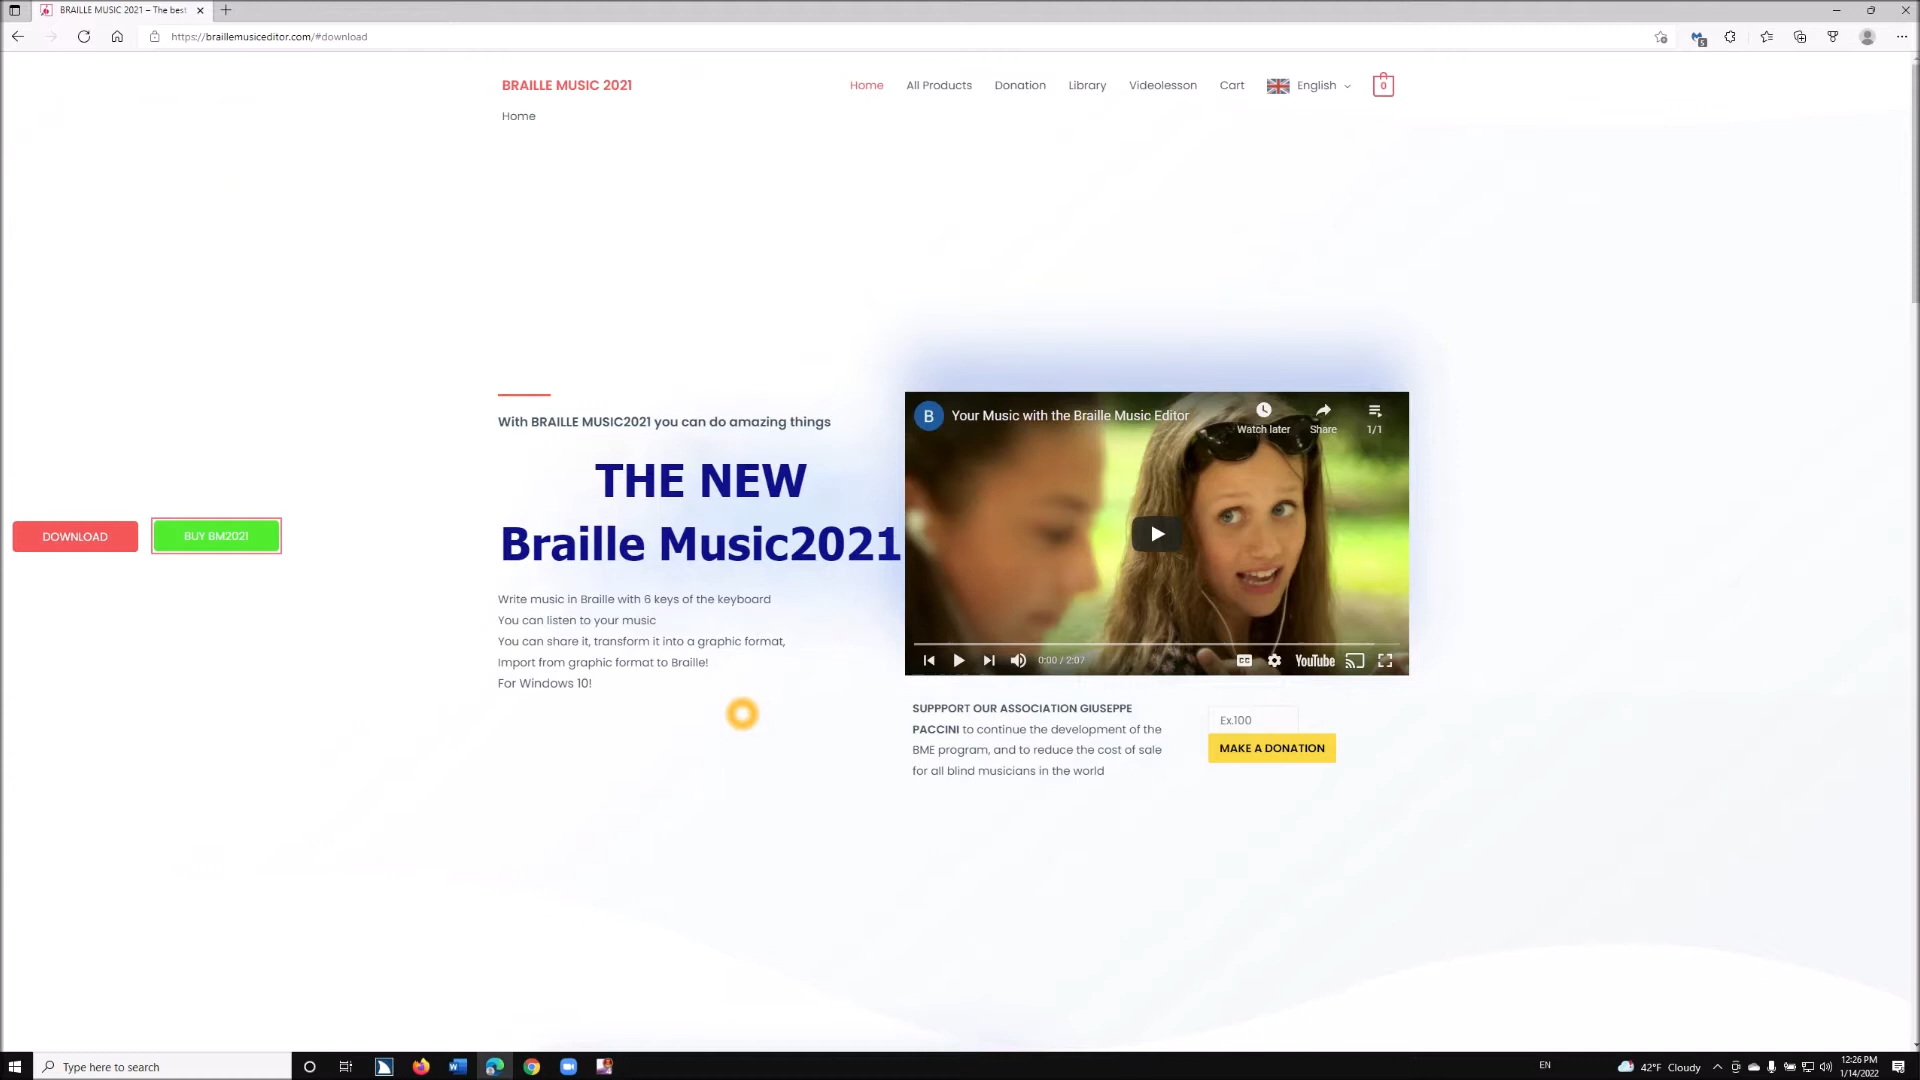 BRAILLE MUSIC 2021 – The best
https://braillemusiceditor.com/#download
5
BRAILLE MUSIC 2021
Home
All Products
Donation
Library
Videolesson
Cart
English
0
Home
With BRAILLE MUSIC2021 you can do amazing things
THE NEW
Braille Music2021
DOWNLOAD
BUY BM2021
Write music in Braille with 6 keys of the keyboard
You can listen to your music
You can share it, transform it into a graphic format,
Import from graphic format to Braille!
For Windows 10!
B
Your Music with the Braille Music Editor
Watch later
Share
1/1
0:00 / 2:07
CC
YouTube
SUPPPORT OUR ASSOCIATION GIUSEPPE
PACCINI to continue the development of the
BME program, and to reduce the cost of sale
for all blind musicians in the world
Ex.100
MAKE A DONATION
Type here to search
EN
42°F Cloudy
12:26 PM
1/14/2022